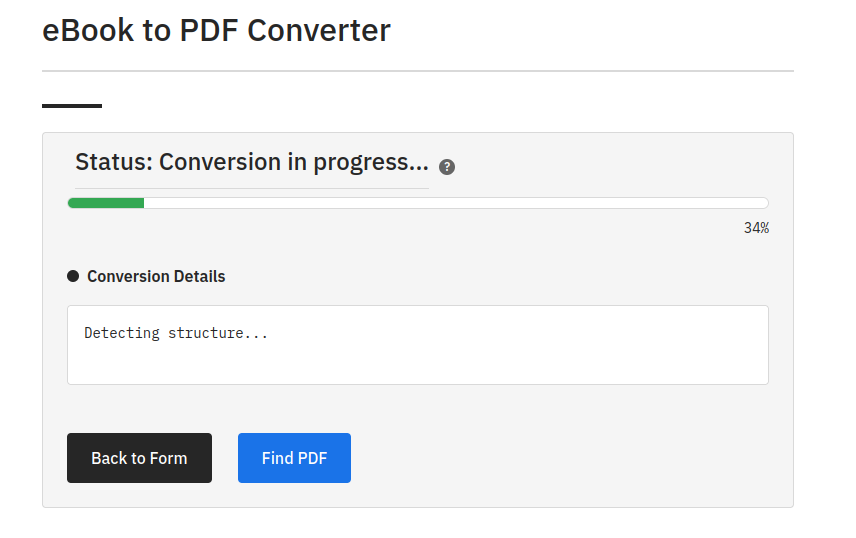 eBook to PDF Converter
Status: Conversion in progress... ?
34%
Conversion Details
Detecting structure...
Back to Form
Find PDF